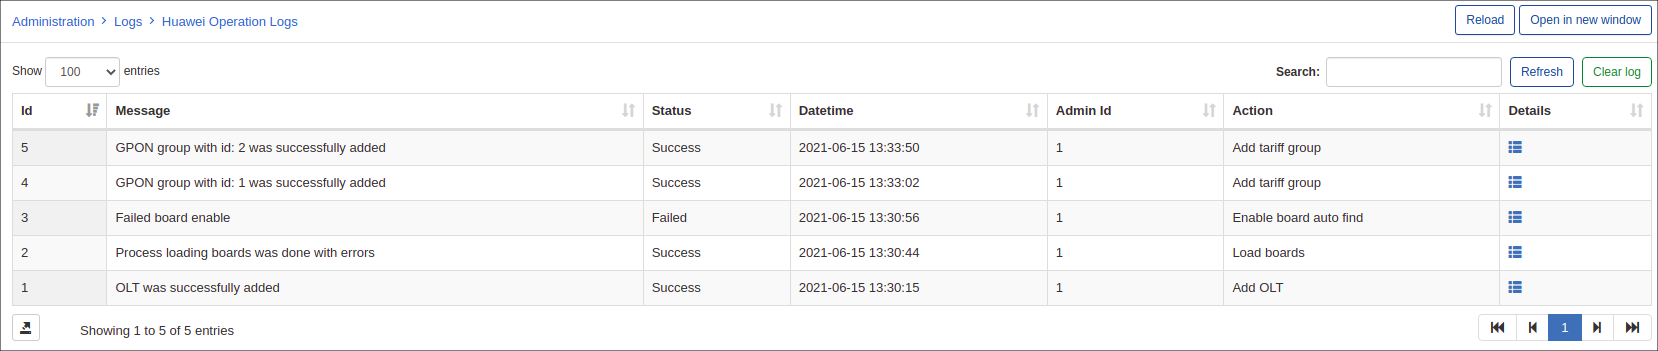 Administration > Logs > Huawei Operation Logs Reload Open in new window
Show 100 entries Search: Refresh Clear log
Id Message Status Datetime Admin Id Action Details
5 GPON group with id: 2 was successfully added Success 2021-06-15 13:33:50 1 Add tariff group
4 GPON group with id: 1 was successfully added Success 2021-06-15 13:33:02 1 Add tariff group
3 Failed board enable Failed 2021-06-15 13:30:56 1 Enable board auto find
2 Process loading boards was done with errors Success 2021-06-15 13:30:44 1 Load boards
1 OLT was successfully added Success 2021-06-15 13:30:15 1 Add OLT
Showing 1 to 5 of 5 entries 1